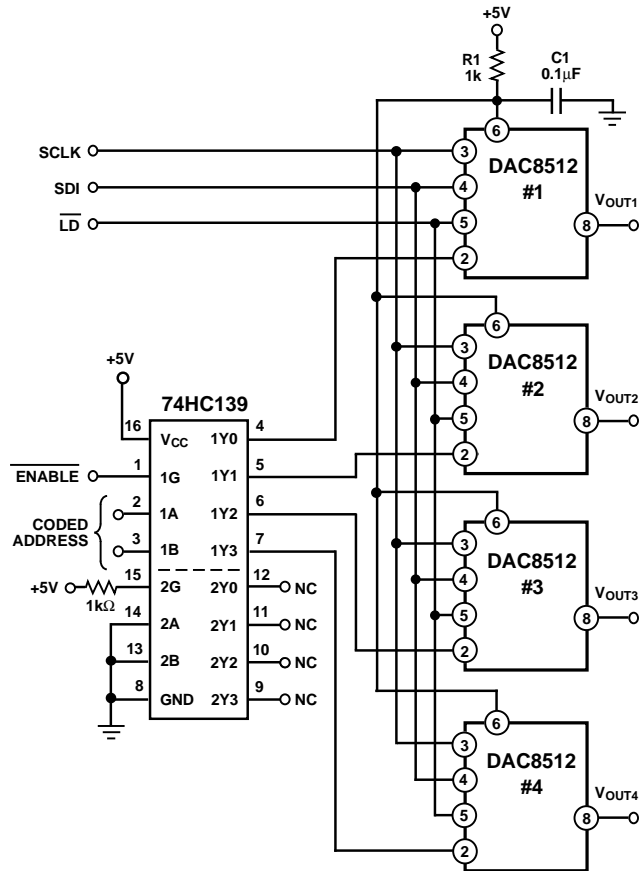 +5V
R1
1k
C1
0.1µF
6
SCLK
3
DAC8512
#1
SDI
4
LD
5
VOUT1
8
2
6
3
DAC8512
#2
4
5
VOUT2
8
2
+5V
74HC139
16
VCC
1Y0
4
ENABLE
1
1G
1Y1
5
CODED
ADDRESS
2
1A
1Y2
6
3
1B
1Y3
7
+5V
1kΩ
15
2G
2Y0
12
NC
14
2A
2Y1
11
NC
13
2B
2Y2
10
NC
8
GND
2Y3
9
NC
6
3
DAC8512
#3
4
5
VOUT3
8
2
6
3
DAC8512
#4
4
5
VOUT4
8
2